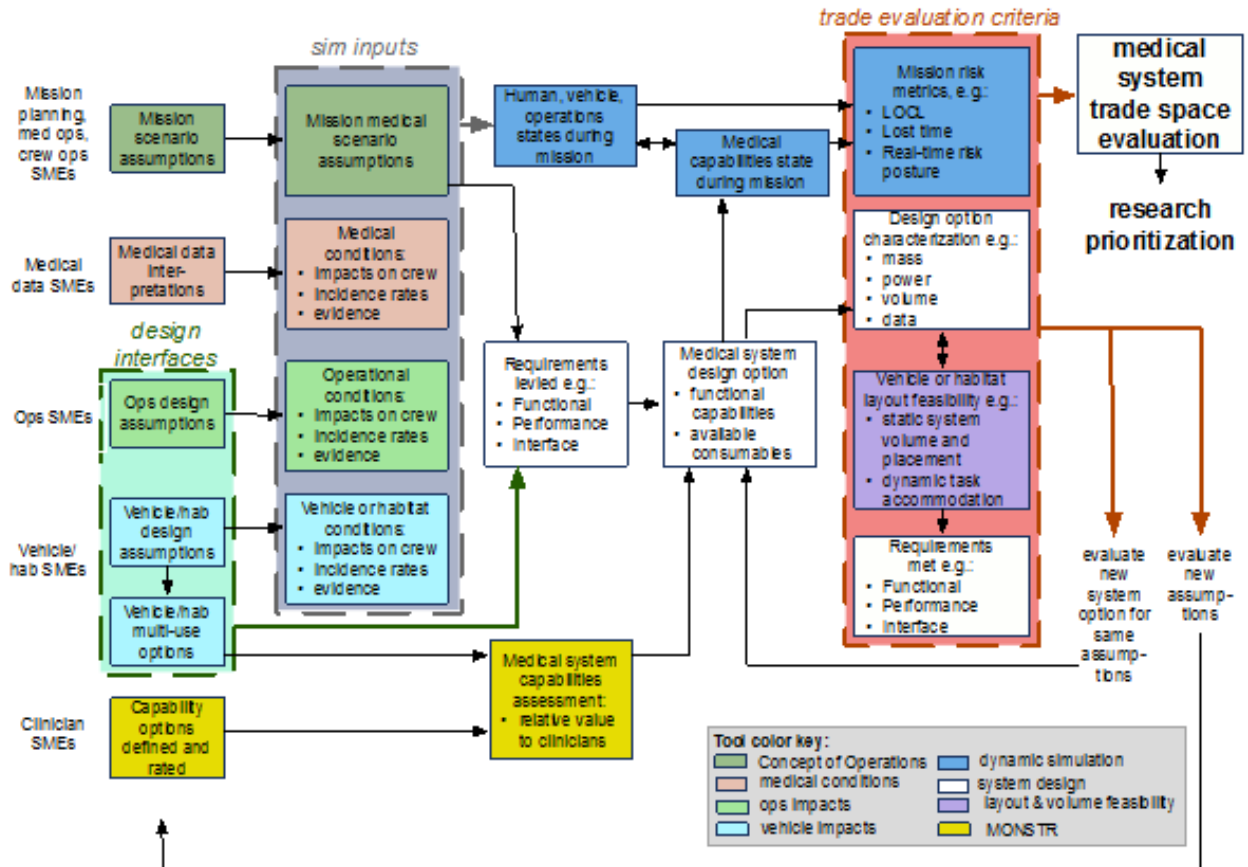 trade evaluation criteria
sim inputs
Mission
planning,
med ops,
crew ops
SMEs
Mission
scenario
assumptions
Mission medical
scenario
assumptions
Human, vehicle,
operations
states during
mission
Medical
capabilities state
during mission
Mission risk
metrics, e.g.:
• LOCL
• Lost time
• Real-time risk
posture
medical
system
trade space
evaluation
research
prioritization
Medical
data SMEs
Medical data
inter-
pretations
Medical
conditions:
• Impacts on crew
• Incidence rates
• evidence
Design option
characterization e.g.:
• mass
• power
• volume
• data
design
interfaces
Ops SMEs
Ops design
assumptions
Operational
conditions:
• Impacts on crew
• Incidence rates
• evidence
Requirements
levied e.g.:
• Functional
• Performance
• Interface
Medical system
design option
• functional
capabilities
• available
consumables
Vehicle or habitat
layout feasibility e.g.:
• static system
volume and
placement
• dynamic task
accommodation
Vehicle/
hab SMEs
Vehicle/hab
design
assumptions
Vehicle or habitat
conditions:
• Impacts on crew
• Incidence rates
• evidence
Vehicle/hab
multi-use
options
Requirements
met e.g.:
• Functional
• Performance
• Interface
evaluate
new
system
option for
same
assump-
tions
evaluate
new
assump-
tions
Clinician
SMEs
Capability
options
defined and
rated
Medical system
capabilities
assessment:
• relative value
to clinicians
Tool color key:
Concept of Operations
medical conditions
ops impacts
vehicle impacts
dynamic simulation
system design
layout & volume feasibility
MONSTR